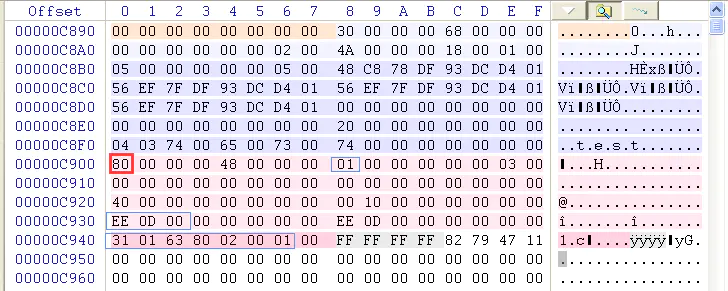 Offset 0 1 2 3 4 5 6 7 8 9 A B C D E F
00000C890 00 00 00 00 00 00 00 00 30 00 00 00 68 00 00 00 ........0...h...
00000C8A0 00 00 00 00 00 00 02 00 4A 00 00 00 18 00 01 00 ........J.......
00000C8B0 05 00 00 00 00 00 05 00 48 C8 78 DF 93 DC D4 01 ........HÈxß▌ÜÔ.
00000C8C0 56 EF 7F DF 93 DC D4 01 56 EF 7F DF 93 DC D4 01 Vï▌ß▌ÜÔ.Vï▌ß▌ÜÔ.
00000C8D0 56 EF 7F DF 93 DC D4 01 00 00 00 00 00 00 00 00 Vï▌ß▌ÜÔ.........
00000C8E0 00 00 00 00 00 00 00 00 20 00 00 00 00 00 00 00 ........ .......
00000C8F0 04 03 74 00 65 00 73 00 74 00 00 00 00 00 00 00 ..t.e.s.t.......
00000C900 80 00 00 00 48 00 00 00 01 00 00 00 00 00 03 00 ▌...H...........
00000C910 00 00 00 00 00 00 00 00 00 00 00 00 00 00 00 00 ................
00000C920 40 00 00 00 00 00 00 00 00 10 00 00 00 00 00 00 @...............
00000C930 EE 0D 00 00 00 00 00 00 EE 0D 00 00 00 00 00 00 î.......î.......
00000C940 31 01 63 80 02 00 01 00 FF FF FF FF 82 79 47 11 1.c▌....ÿÿÿÿ▌yG.
00000C950 00 00 00 00 00 00 00 00 00 00 00 00 00 00 00 00 ................
00000C960 00 00 00 00 00 00 00 00 00 00 00 00 00 00 00 00 ................